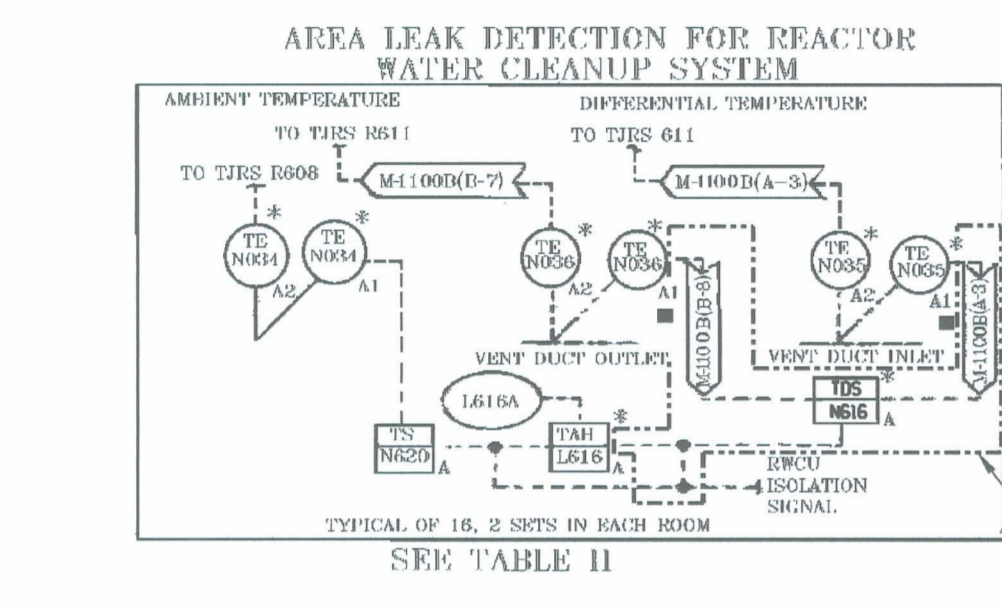 AREA LEAK DETECTION FOR REACTOR
WATER CLEANUP SYSTEM
AMBIENT TEMPERATURE
DIFFERENTIAL TEMPERATURE
TO TJRS R611
TO TJRS 611
TO TJRS R608
M-1100B(B-7)
M-1100B(A-3)
*
TE
N034
A2
*
TE
N034
A1
*
TE
N036
A2
*
TE
N036
A1
M-1100B(B-8)
*
TE
N035
A2
*
TE
N035
A1
M-1100B(A-3)
VENT DUCT OUTLET
VENT DUCT INLET
L616A
TDS
N616
*
A
TS
N620
A
TAH
L616
*
A
RWCU
ISOLATION
SIGNAL
TYPICAL OF 16, 2 SETS IN EACH ROOM
SEE TABLE II